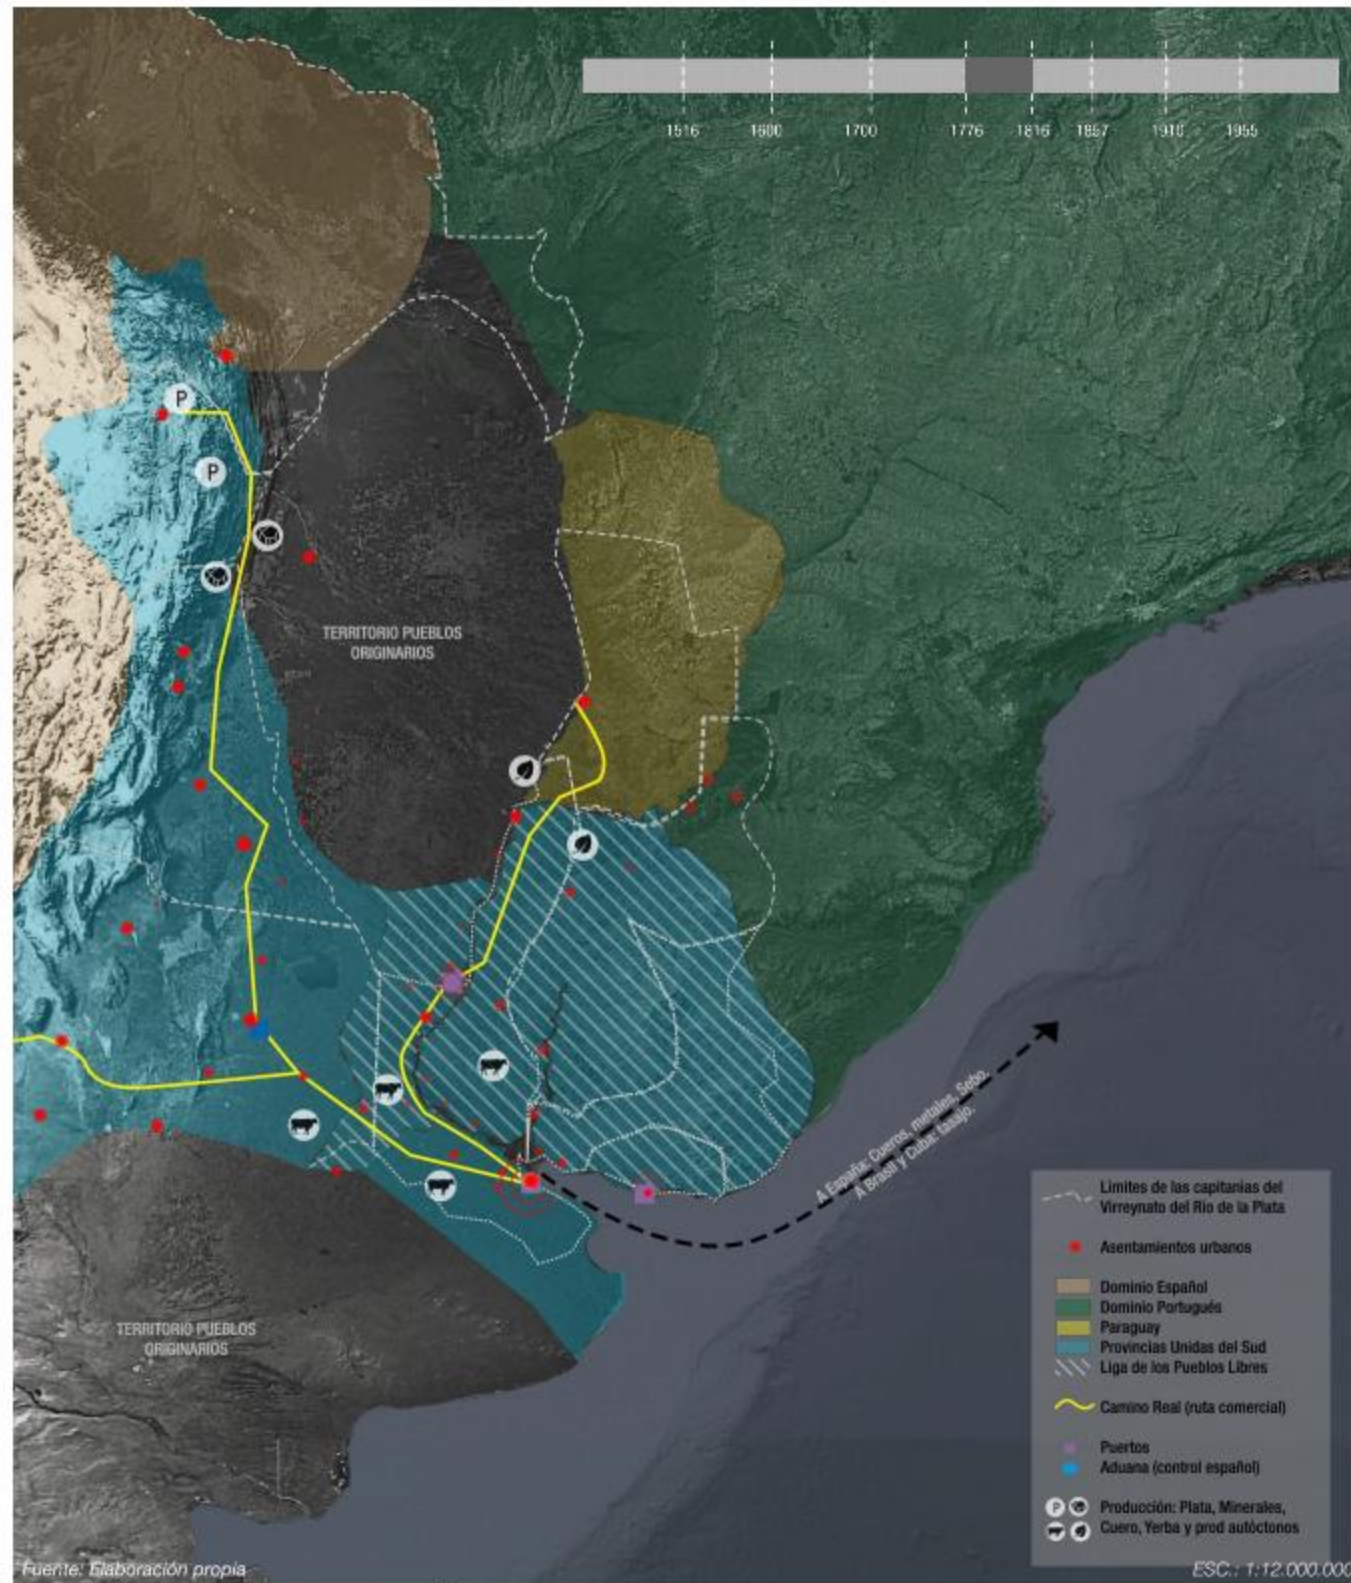 1516 1600 1700 1776 1816 1857 1910 1955
P
P
TERRITORIO PUEBLOS
ORIGINARIOS
A España: Cueros, metales, Sebo.
A Brasil y Cuba: tasajo.
TERRITORIO PUEBLOS
ORIGINARIOS
Limites de las capitanías del
Virreynato del Río de la Plata
Asentamientos urbanos
Dominio Español
Dominio Portugués
Paraguay
Provincias Unidas del Sud
Liga de los Pueblos Libres
Camino Real (ruta comercial)
Puertos
Aduana (control español)
P Producción: Plata, Minerales,
Cuero, Yerba y prod autóctonos
Fuente: Elaboración propia
ESC.: 1:12.000.000